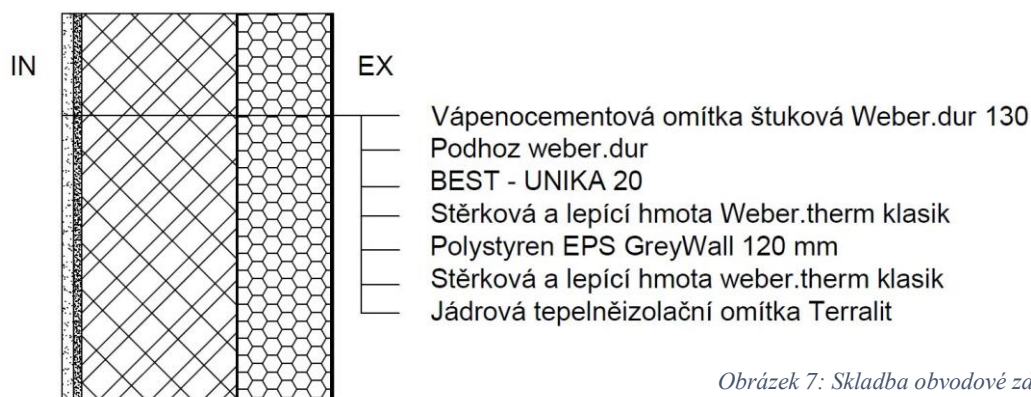 IN
EX
Vápenocementová omítka štuková Weber.dur 130
Podhoz weber.dur
BEST - UNIKA 20
Stěrková a lepící hmota Weber.therm klasik
Polystyren EPS GreyWall 120 mm
Stěrková a lepící hmota weber.therm klasik
Jádrová tepelněizolační omítka Terralit
Obrázek 7: Skladba obvodové